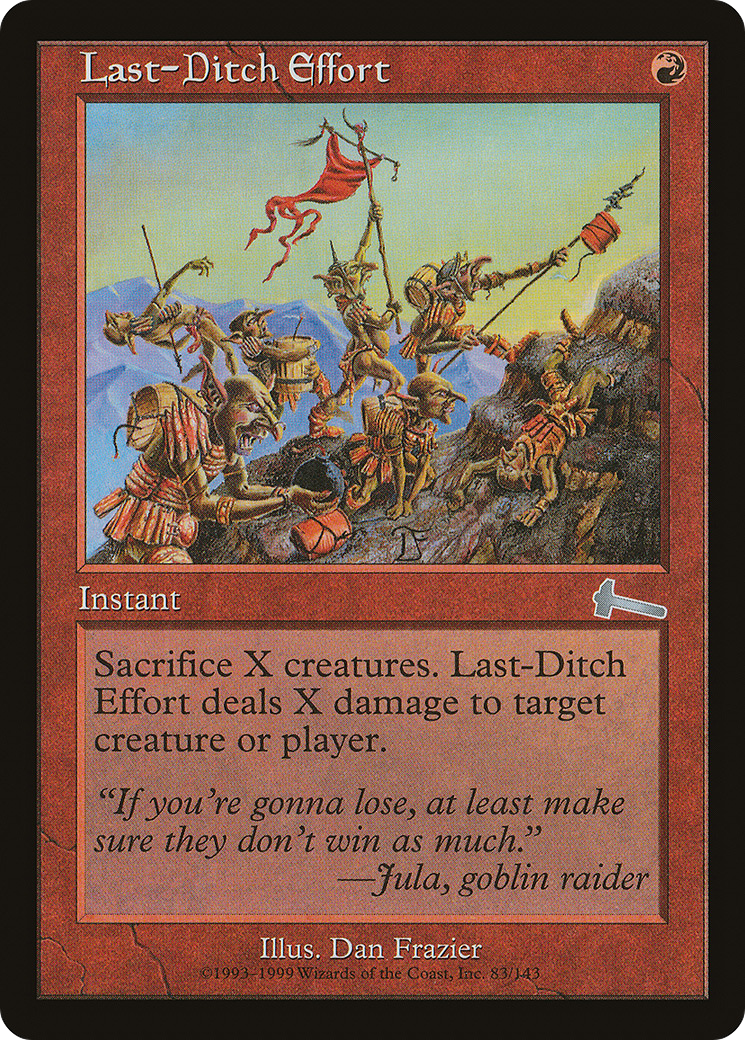 Last-Ditch Effort
DF
Instant
Sacrifice X creatures. Last-Ditch
Effort deals X damage to target
creature or player.
“If you’re gonna lose, at least make
sure they don’t win as much.”
—Jula, goblin raider
Illus. Dan Frazier
©1993–1999 Wizards of the Coast, Inc. 83/143